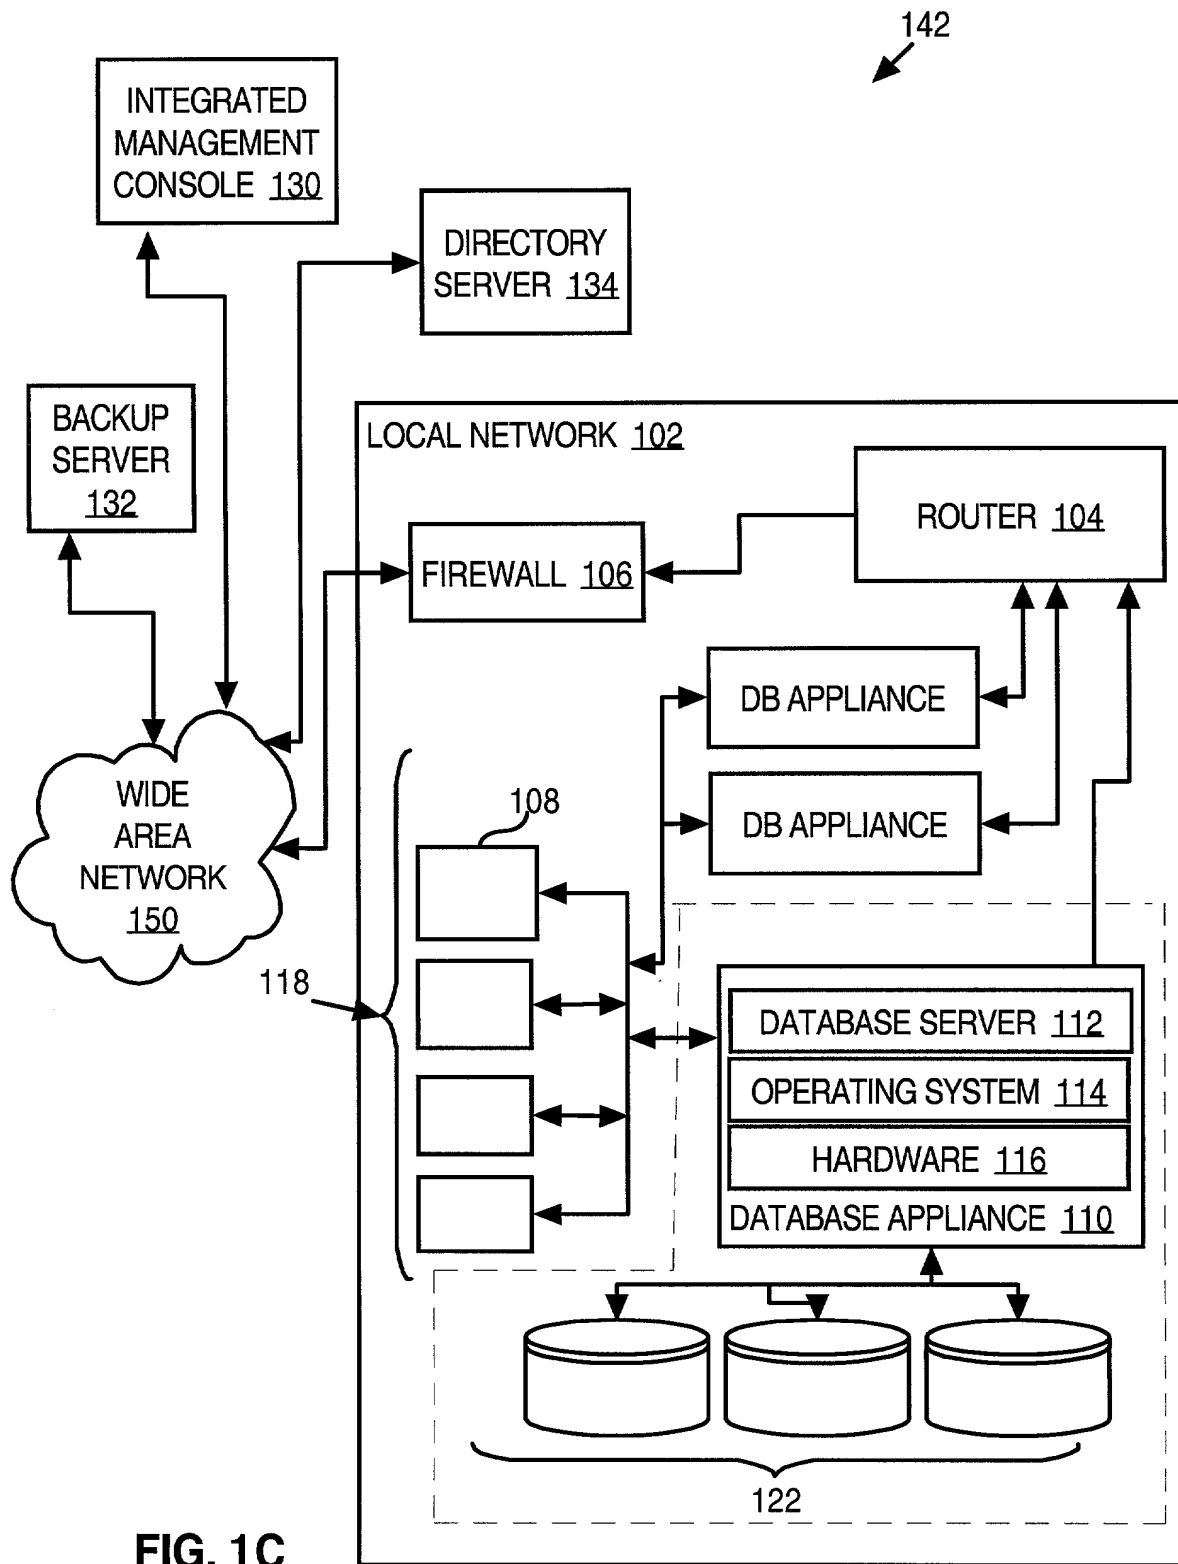 142
INTEGRATED
MANAGEMENT
CONSOLE 130
DIRECTORY
SERVER 134
BACKUP
SERVER
132
LOCAL NETWORK 102
ROUTER 104
FIREWALL 106
DB APPLIANCE
DB APPLIANCE
WIDE
AREA
NETWORK
150
108
118
DATABASE SERVER 112
OPERATING SYSTEM 114
HARDWARE 116
DATABASE APPLIANCE 110
122
FIG. 1C